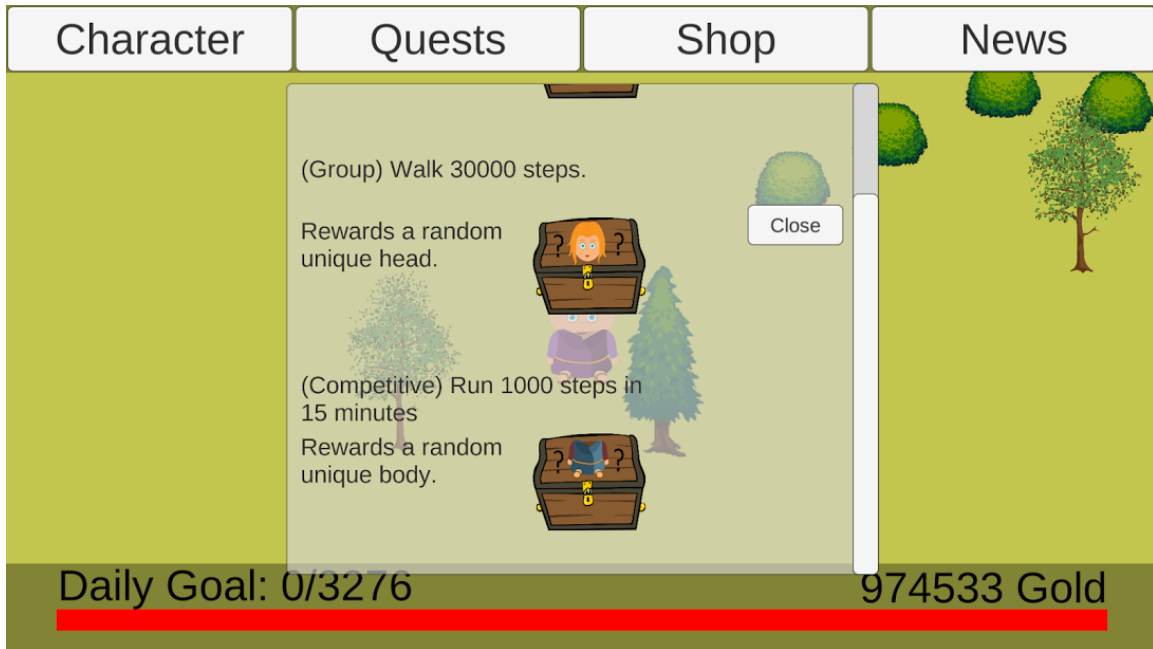 Character
Quests
Shop
News
(Group) Walk 30000 steps.
Close
Rewards a random
unique head.
? ?
(Competitive) Run 1000 steps in
15 minutes
Rewards a random
unique body.
? ?
Daily Goal: 0/3276
974533 Gold